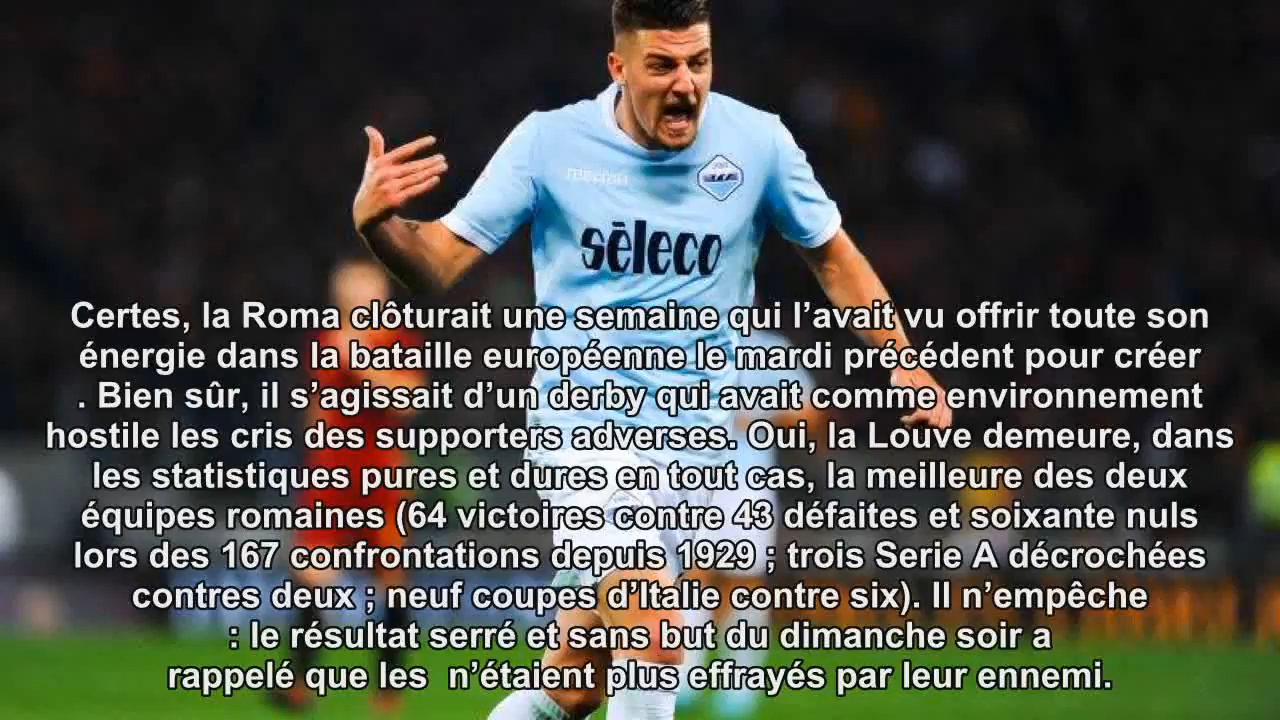 macron
sèleco
Certes, la Roma clôturait une semaine qui l’avait vu offrir toute son
énergie dans la bataille européenne le mardi précédent pour créer
. Bien sûr, il s’agissait d’un derby qui avait comme environnement
hostile les cris des supporters adverses. Oui, la Louve demeure, dans
les statistiques pures et dures en tout cas, la meilleure des deux
équipes romaines (64 victoires contre 43 défaites et soixante nuls
lors des 167 confrontations depuis 1929 ; trois Serie A décrochées
contres deux ; neuf coupes d’Italie contre six). Il n’empêche
: le résultat serré et sans but du dimanche soir a
rappelé que les  n’étaient plus effrayés par leur ennemi.